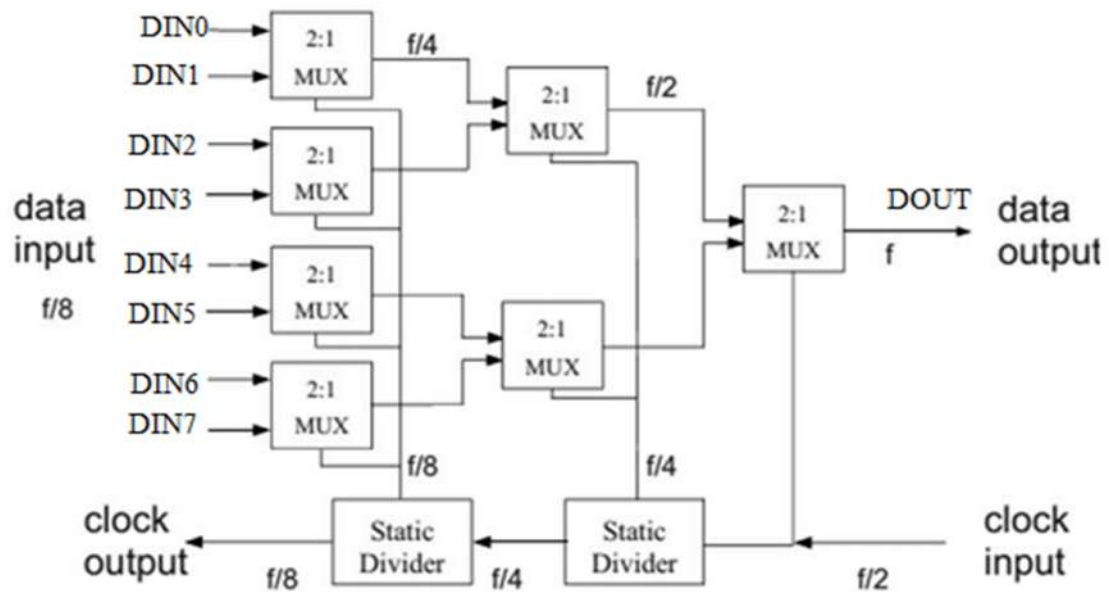 DIN0
DIN1
2:1
MUX
f/4
DIN2
DIN3
2:1
MUX
2:1
MUX
f/2
data
input
f/8
DIN4
DIN5
2:1
MUX
2:1
MUX
2:1
MUX
DOUT
f
data
output
DIN6
DIN7
2:1
MUX
f/8
f/4
clock
output
f/8
Static
Divider
f/4
Static
Divider
f/2
clock
input